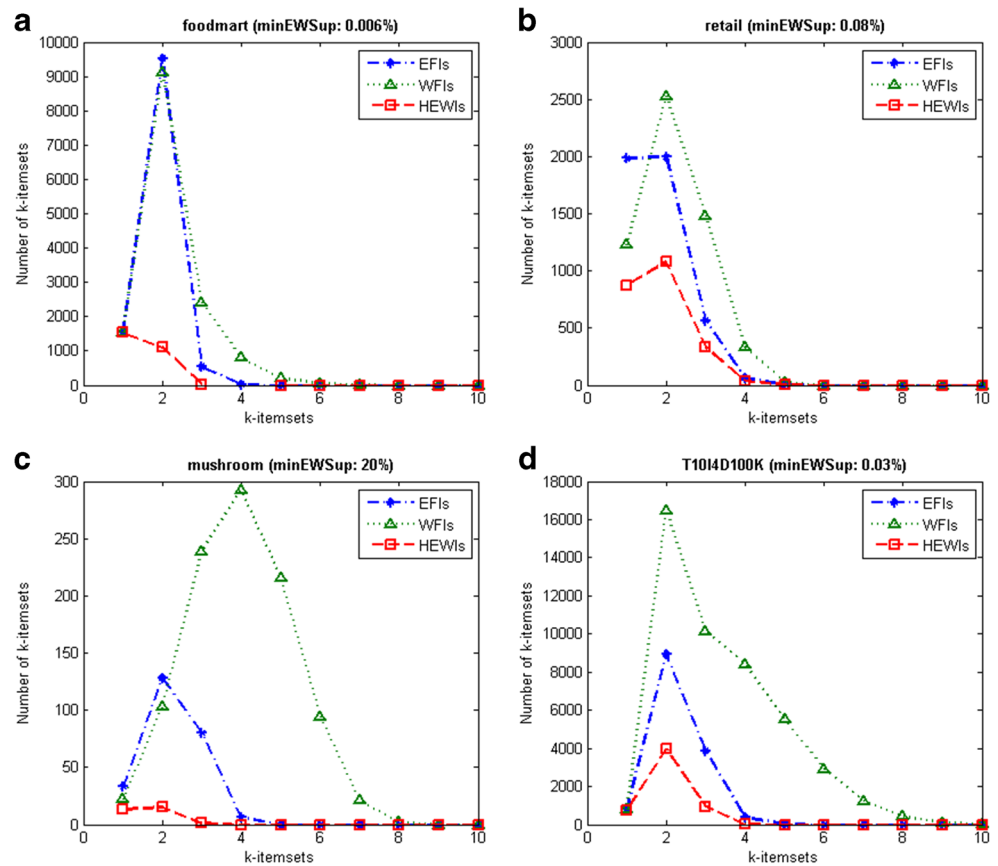 a
foodmart (minEWSup: 0.006%)
10000
9000
8000
7000
6000
5000
4000
3000
2000
1000
0
Number of k-itemsets
EFIs
WFIs
HEWIs
0 2 4 6 8 10
k-itemsets
b
retail (minEWSup: 0.08%)
3000
2500
2000
1500
1000
500
0
Number of k-itemsets
EFIs
WFIs
HEWIs
0 2 4 6 8 10
k-itemsets
c
mushroom (minEWSup: 20%)
300
250
200
150
100
50
0
Number of k-itemsets
EFIs
WFIs
HEWIs
0 2 4 6 8 10
k-itemsets
d
T10I4D100K (minEWSup: 0.03%)
18000
16000
14000
12000
10000
8000
6000
4000
2000
0
Number of k-itemsets
EFIs
WFIs
HEWIs
0 2 4 6 8 10
k-itemsets